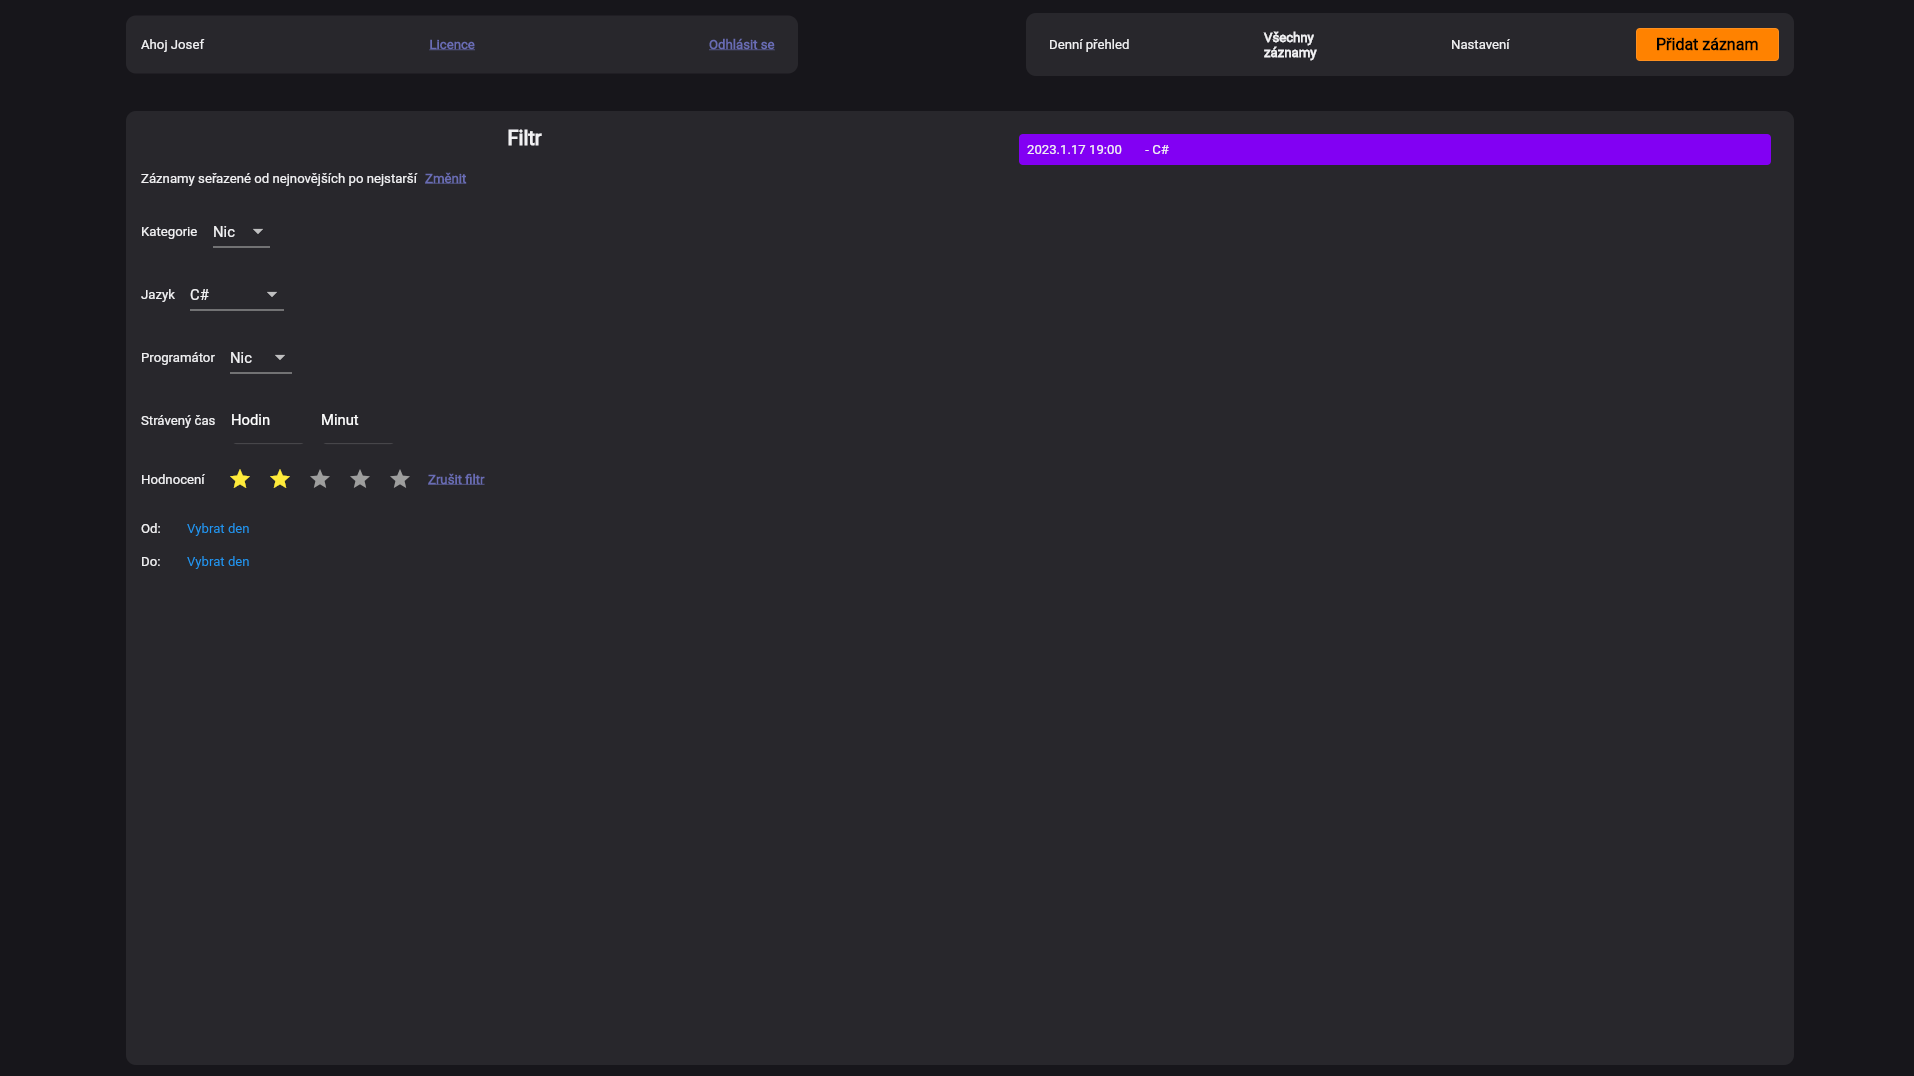 Ahoj Josef
Licence
Odhlásit se
Denní přehled
Všechny
záznamy
Nastavení
Přidat záznam
Filtr
Záznamy seřazené od nejnovějších po nejstarší Změnit
Kategorie Nic
Jazyk C#
Programátor Nic
Strávený čas Hodin Minut
Hodnocení Zrušit filtr
Od: Vybrat den
Do: Vybrat den
2023.1.17 19:00 - C#